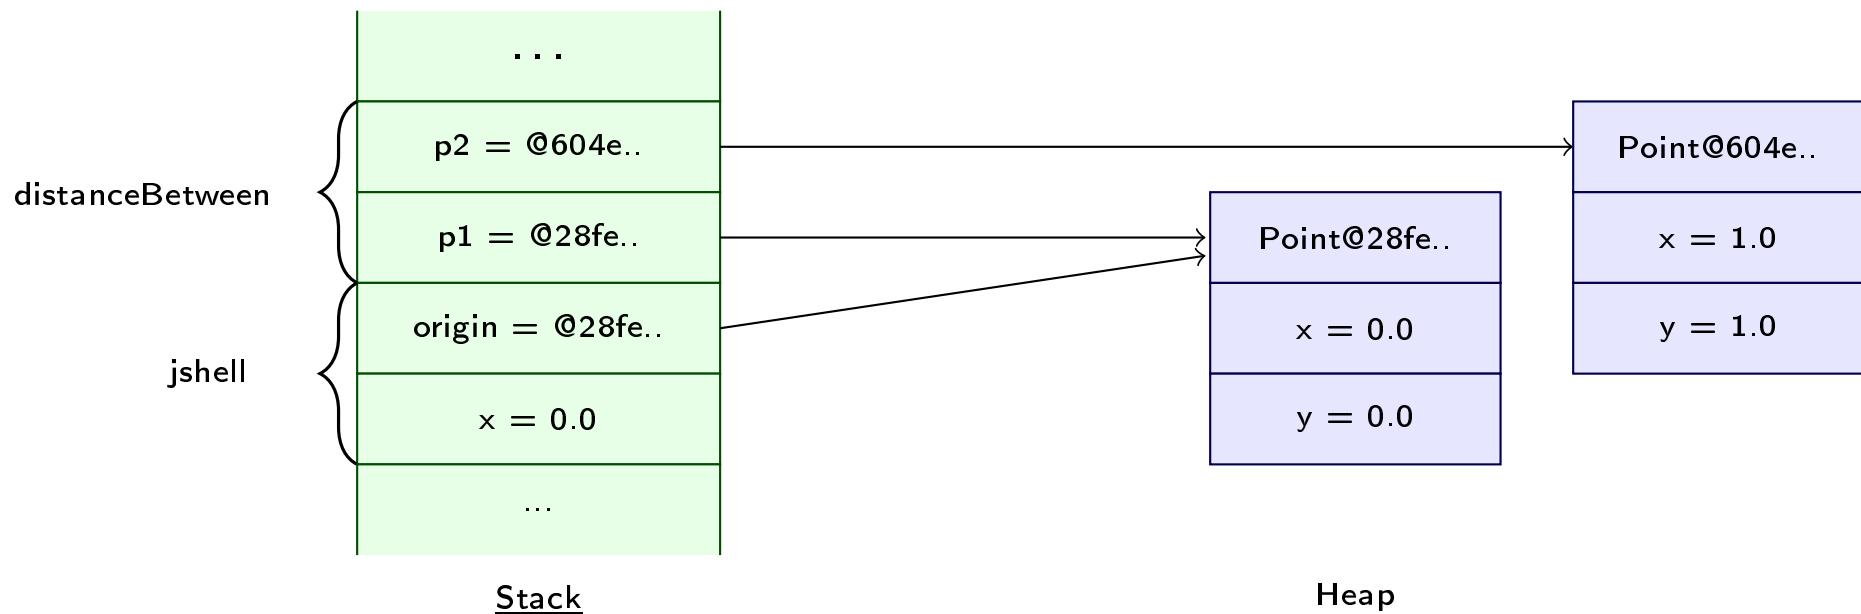 ...
p2 = @604e..
Point@604e..
distanceBetween
p1 = @28fe..
Point@28fe..
x = 1.0
origin = @28fe..
x = 0.0
y = 1.0
jshell
x = 0.0
y = 0.0
...
Stack
Heap